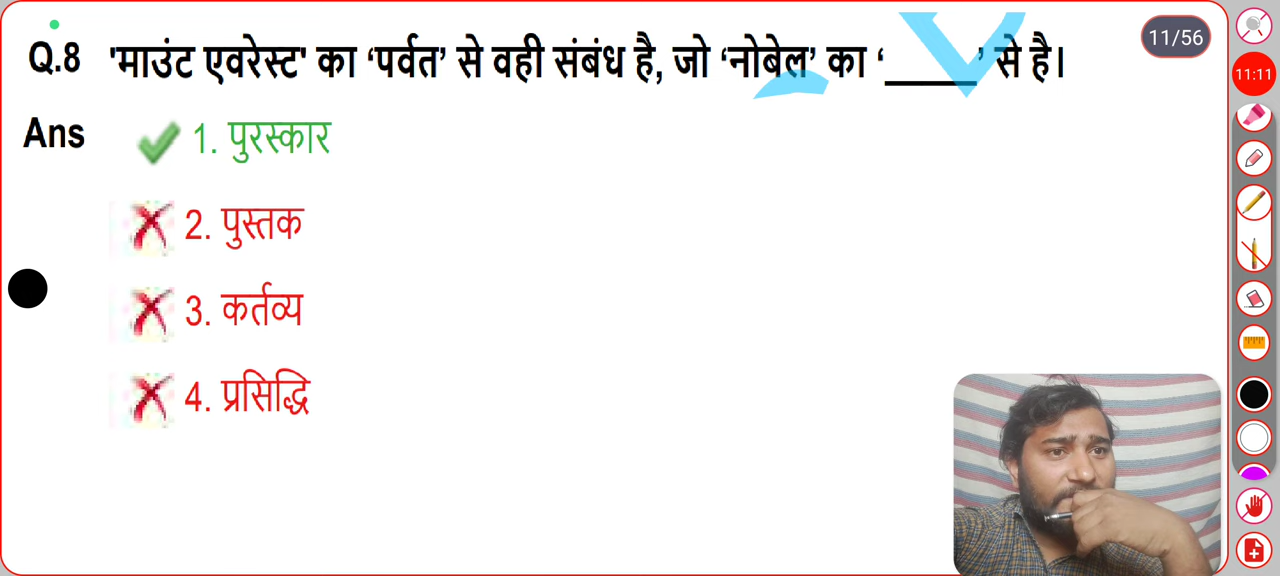 11/56
Q.8 'माउंट एवरेस्ट' का ‘पर्वत’ से वही संबंध है, जो ‘नोबेल’ का ‘_____’ से है।
11:11
Ans 1. पुरस्कार
2. पुस्तक
3. कर्तव्य
4. प्रसिद्धि